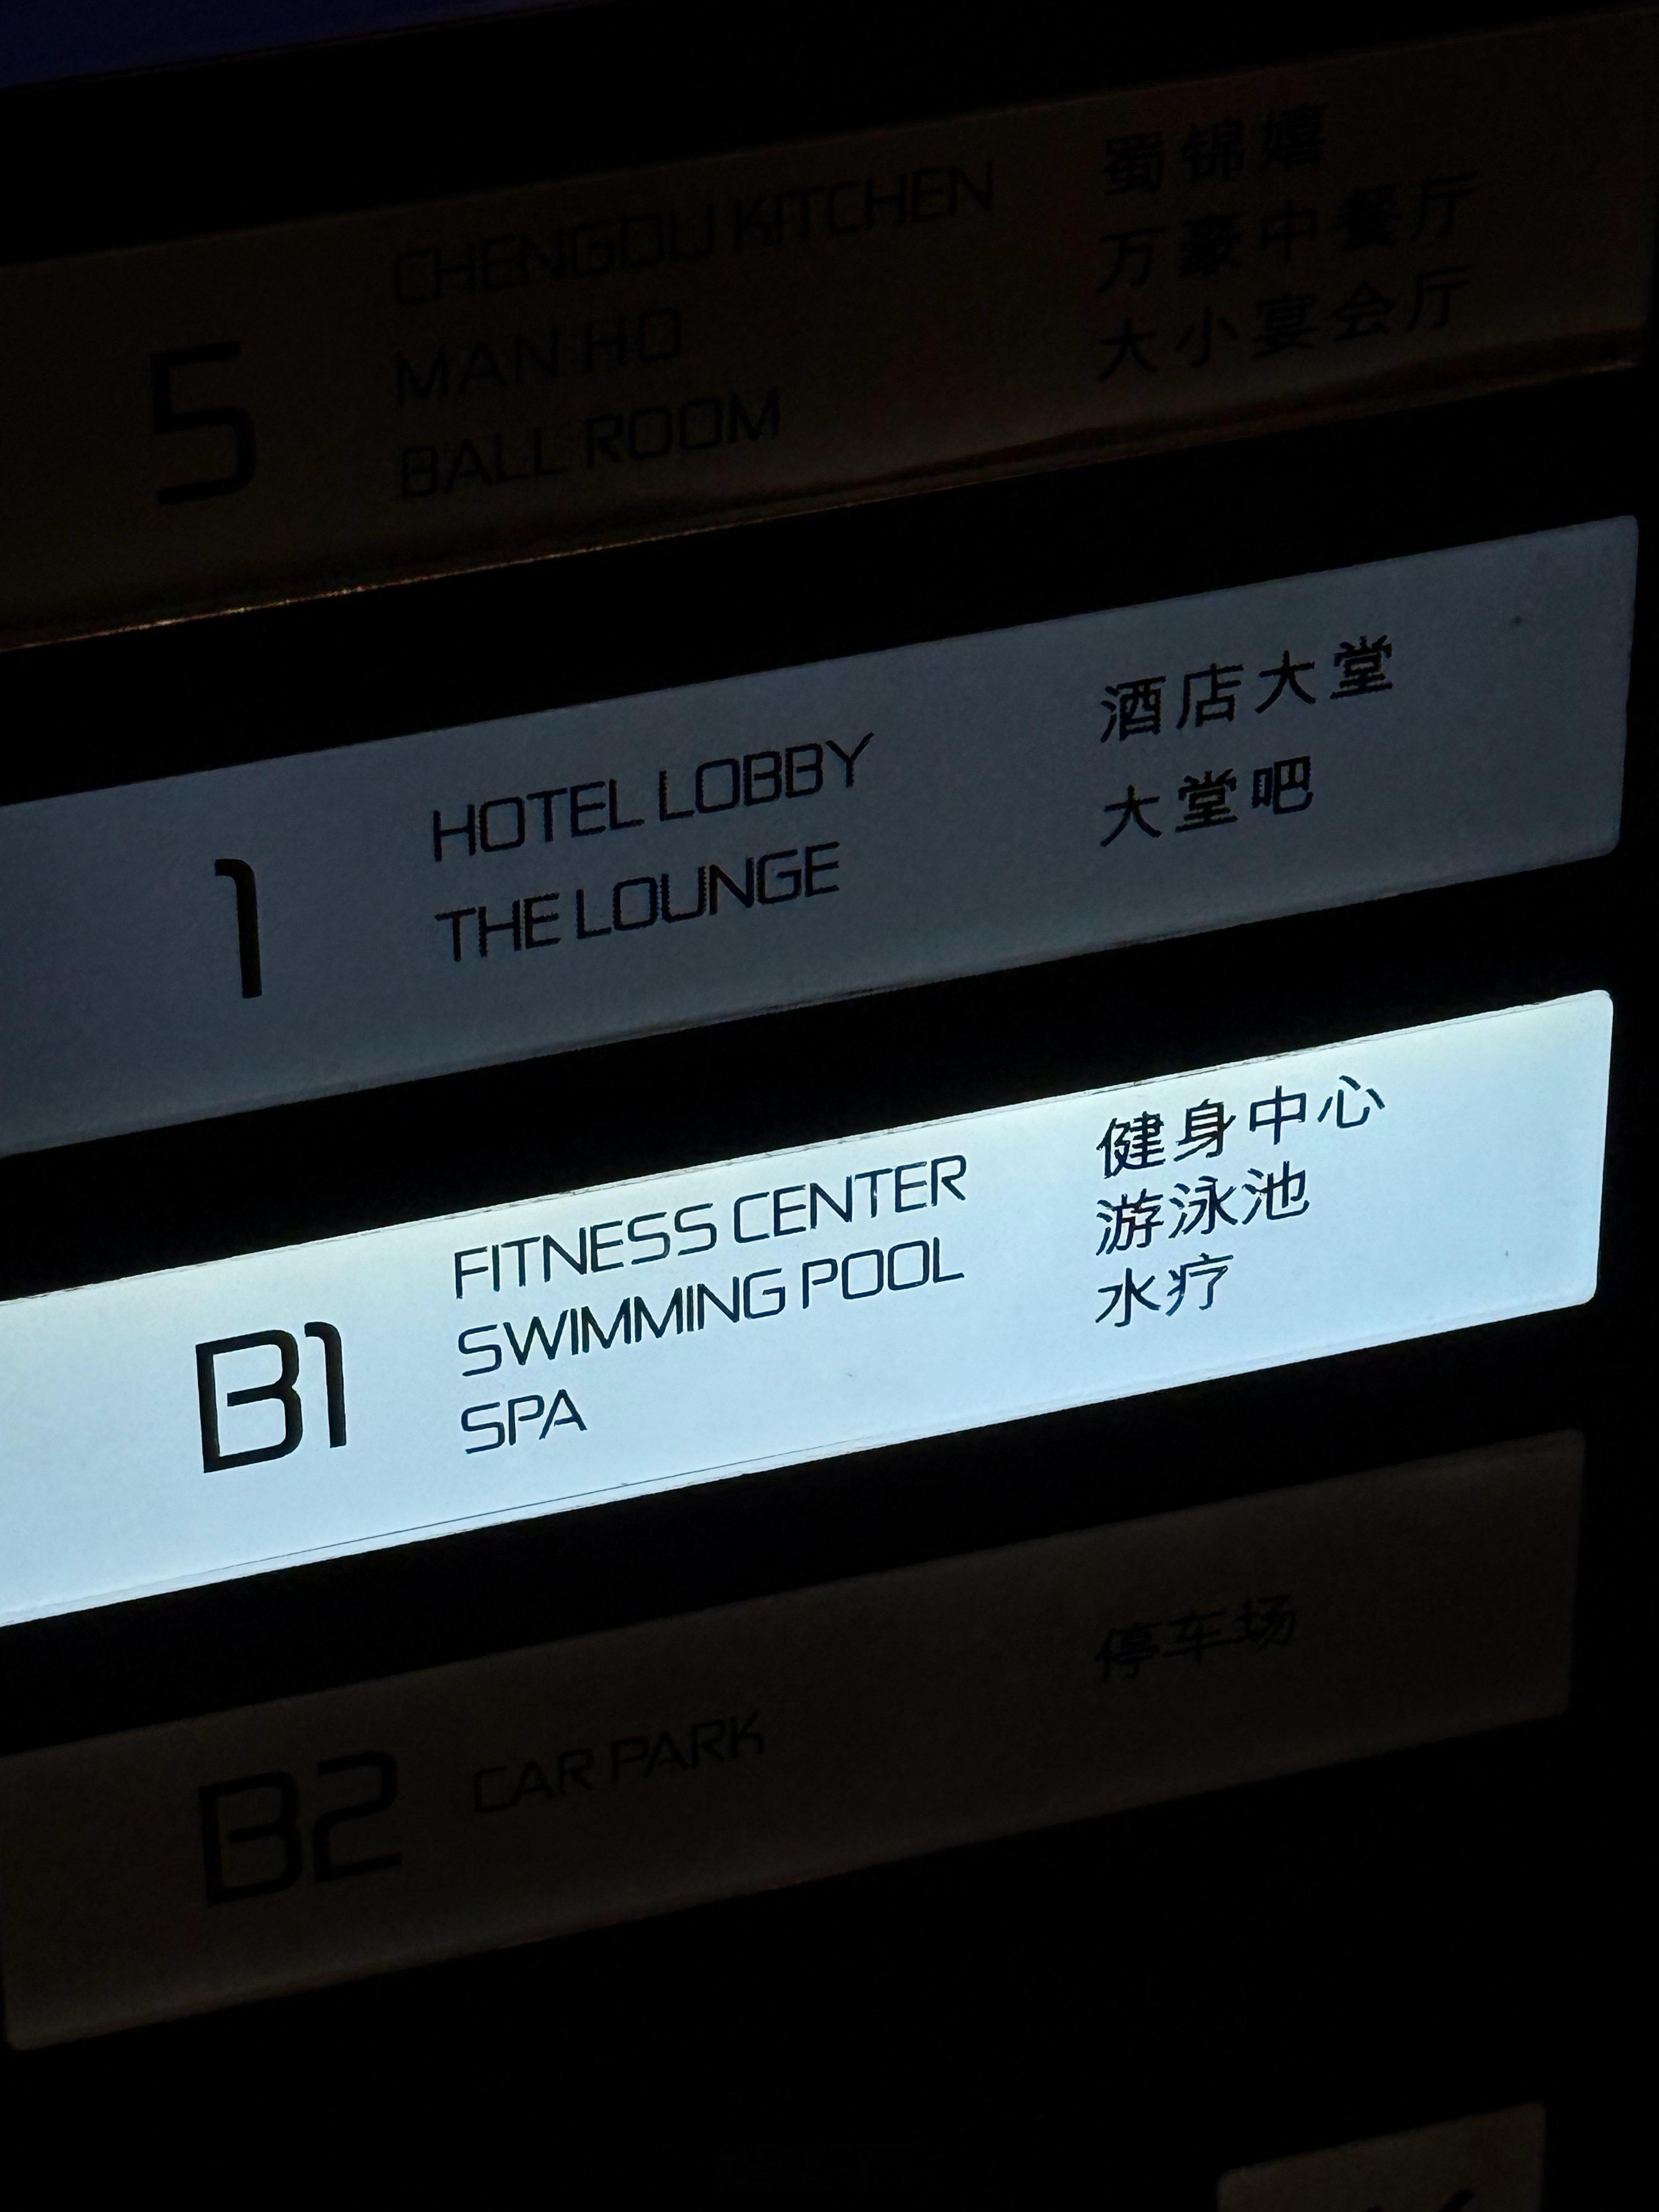 5
CHENGDU KITCHEN 蜀锦嬉
MAN HO 万豪中餐厅
BALL ROOM 大小宴会厅
1
HOTEL LOBBY 酒店大堂
THE LOUNGE 大堂吧
B1
FITNESS CENTER 健身中心
SWIMMING POOL 游泳池
SPA 水疗
B2
CAR PARK 停车场